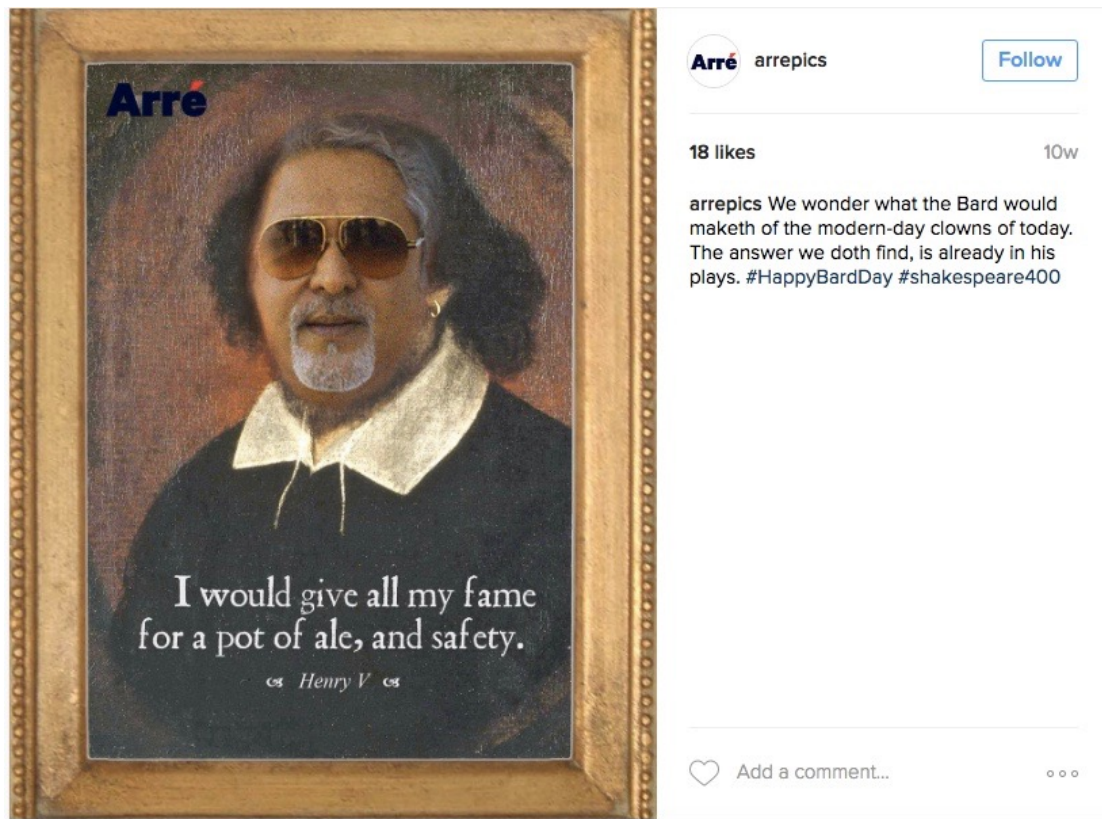 Arré
I would give all my fame
for a pot of ale, and safety.
Henry V
Arré arrepics Follow
18 likes 10w
arrepics We wonder what the Bard would
maketh of the modern-day clowns of today.
The answer we doth find, is already in his
plays. #HappyBardDay #shakespeare400
Add a comment...